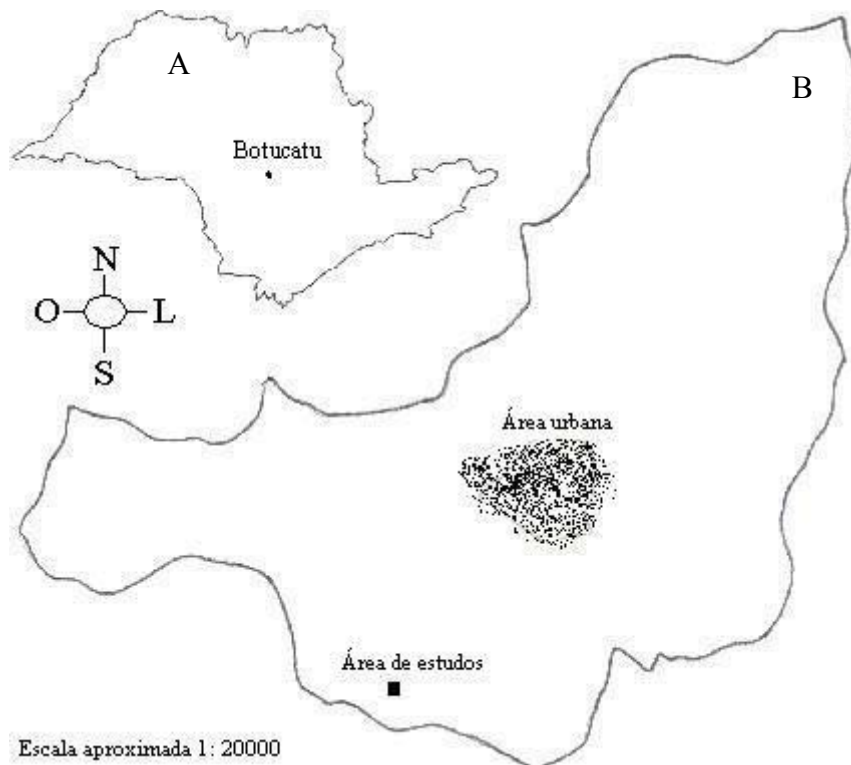 A
B
Botucatu
N
O L
S
Área urbana
Área de estudos
Escala aproximada 1: 20000